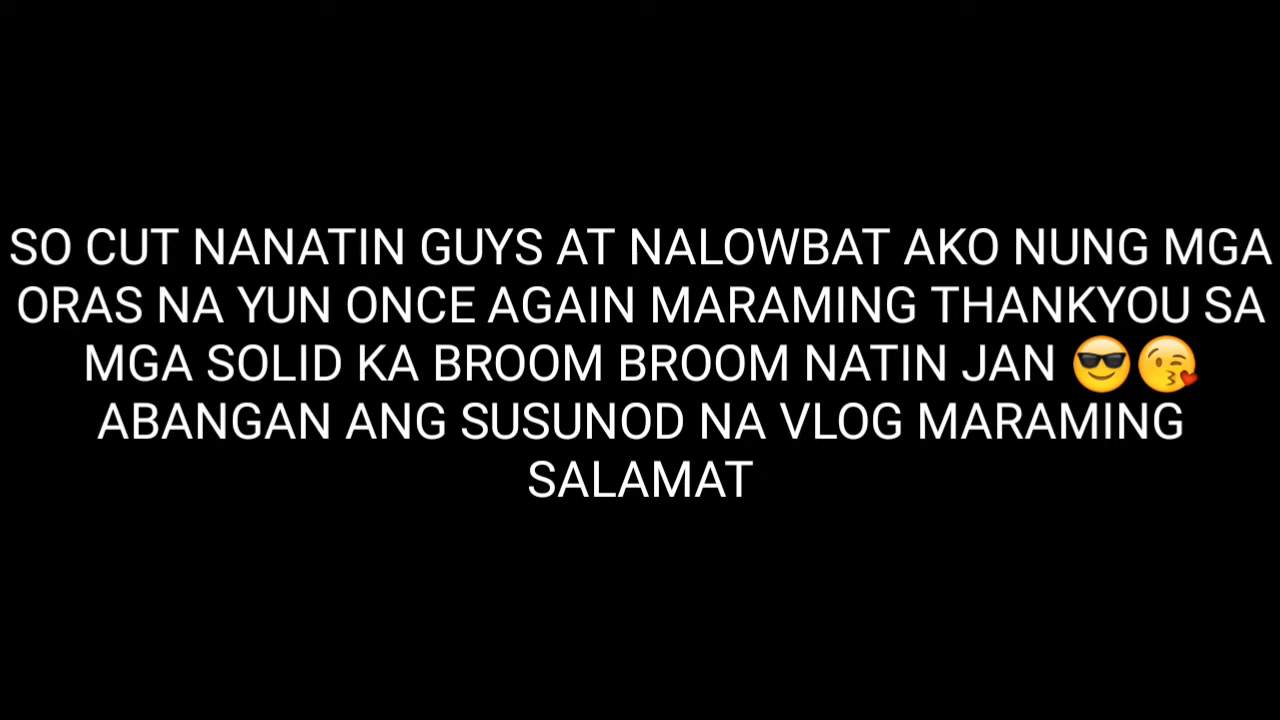 SO CUT NANATIN GUYS AT NALOWBAT AKO NUNG MGA
ORAS NA YUN ONCE AGAIN MARAMING THANKYOU SA
MGA SOLID KA BROOM BROOM NATIN JAN 😎😘
ABANGAN ANG SUSUNOD NA VLOG MARAMING
SALAMAT